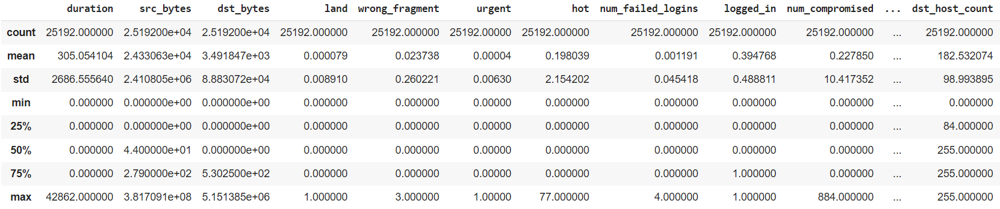 duration src_bytes dst_bytes land wrong_fragment urgent hot num_failed_logins logged_in num_compromised ... dst_host_count
count 25192.000000 2.519200e+04 2.519200e+04 25192.000000 25192.000000 25192.00000 25192.000000 25192.000000 25192.000000 25192.000000 ... 25192.000000
mean 305.054104 2.433063e+04 3.491847e+03 0.000079 0.023738 0.00004 0.198039 0.001191 0.394768 0.227850 ... 182.532074
std 2686.555640 2.410805e+06 8.883072e+04 0.008910 0.260221 0.00630 2.154202 0.045418 0.488811 10.417352 ... 98.993895
min 0.000000 0.000000e+00 0.000000e+00 0.000000 0.000000 0.00000 0.000000 0.000000 0.000000 0.000000 ... 0.000000
25% 0.000000 0.000000e+00 0.000000e+00 0.000000 0.000000 0.00000 0.000000 0.000000 0.000000 0.000000 ... 84.000000
50% 0.000000 4.400000e+01 0.000000e+00 0.000000 0.000000 0.00000 0.000000 0.000000 0.000000 0.000000 ... 255.000000
75% 0.000000 2.790000e+02 5.302500e+02 0.000000 0.000000 0.00000 0.000000 0.000000 1.000000 0.000000 ... 255.000000
max 42862.000000 3.817091e+08 5.151385e+06 1.000000 3.000000 1.00000 77.000000 4.000000 1.000000 884.000000 ... 255.000000